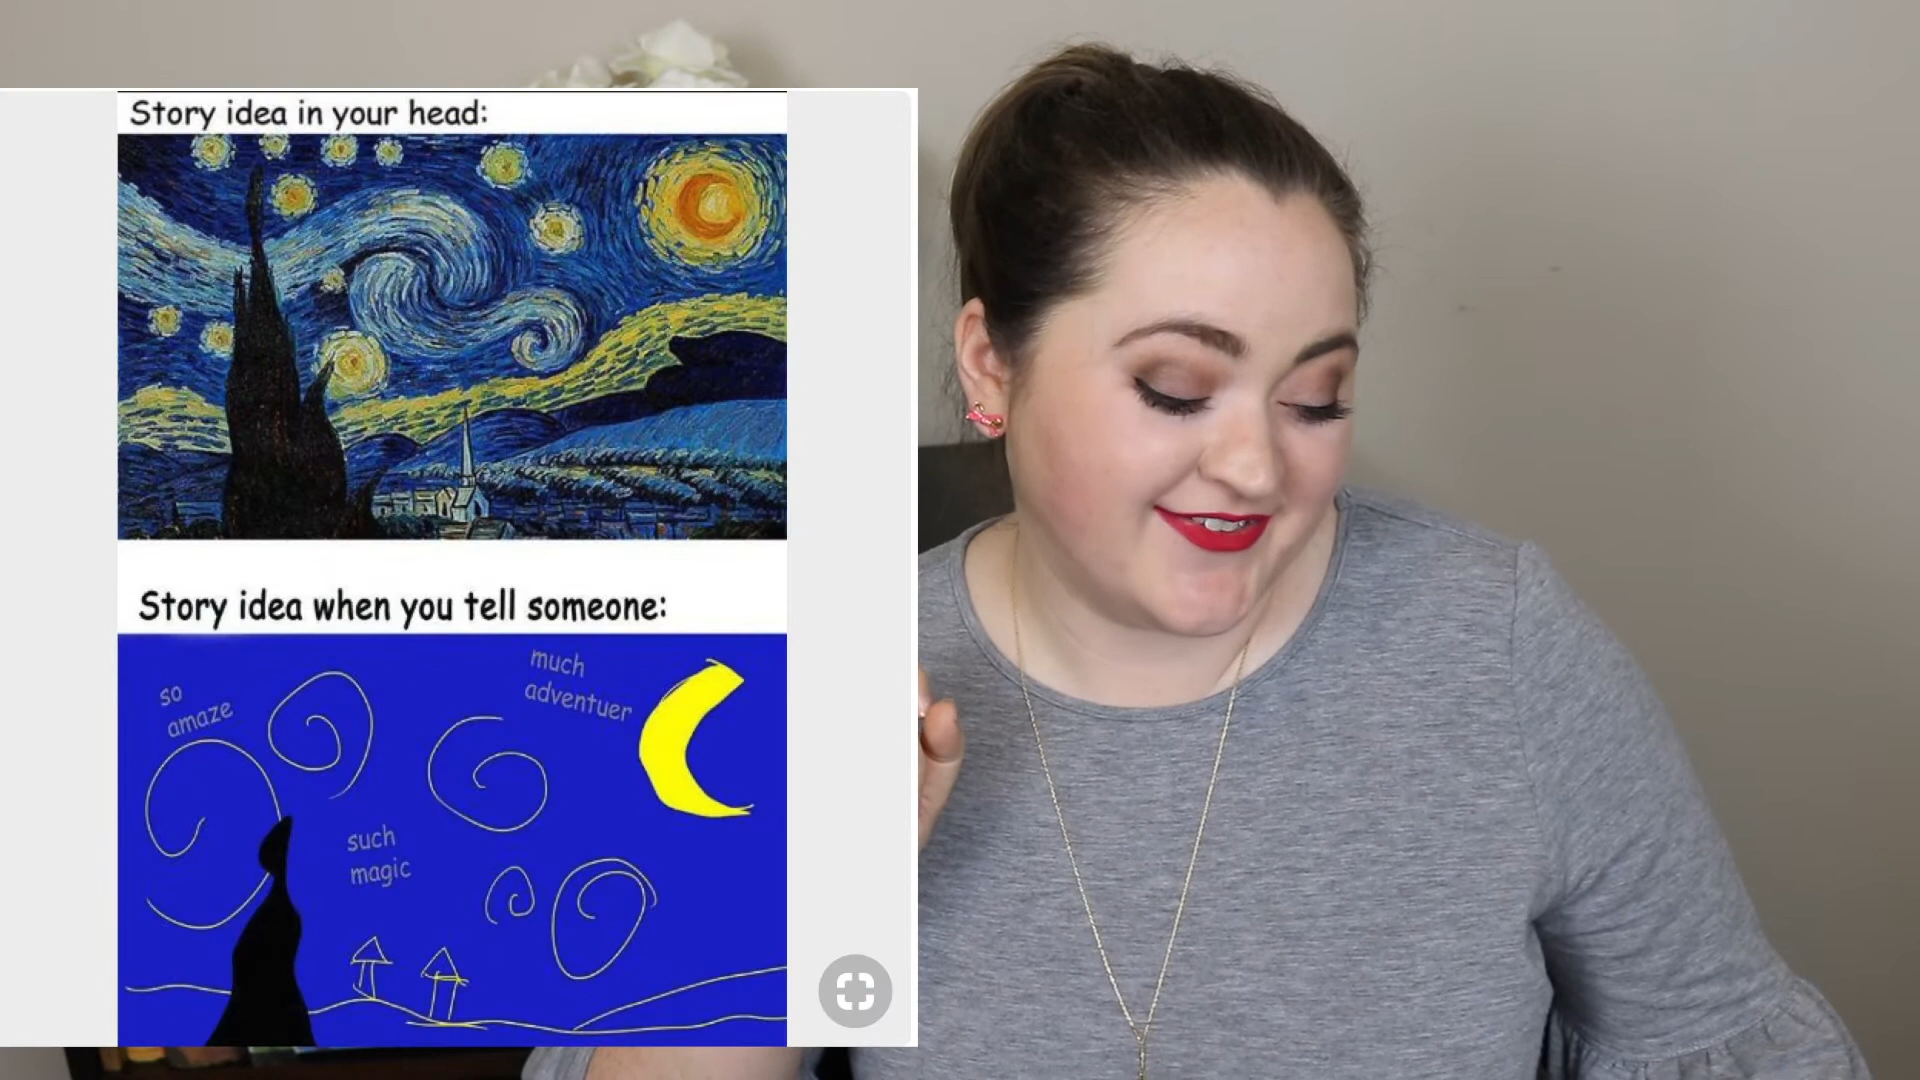 Story idea in your head:
Story idea when you tell someone:
so
amaze
much
adventuer
such
magic